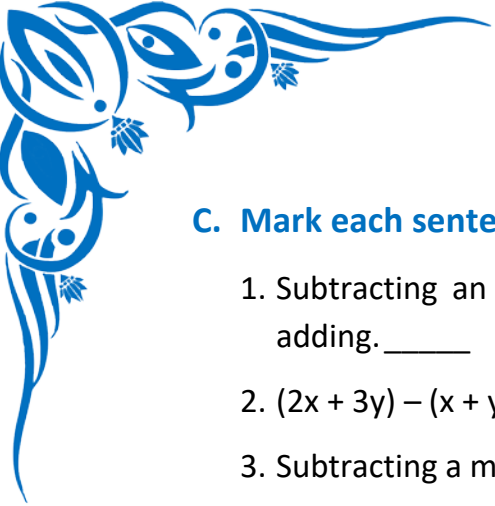 C. Mark each sente
1. Subtracting an
adding._____
2. (2x + 3y) – (x + y
3. Subtracting a m